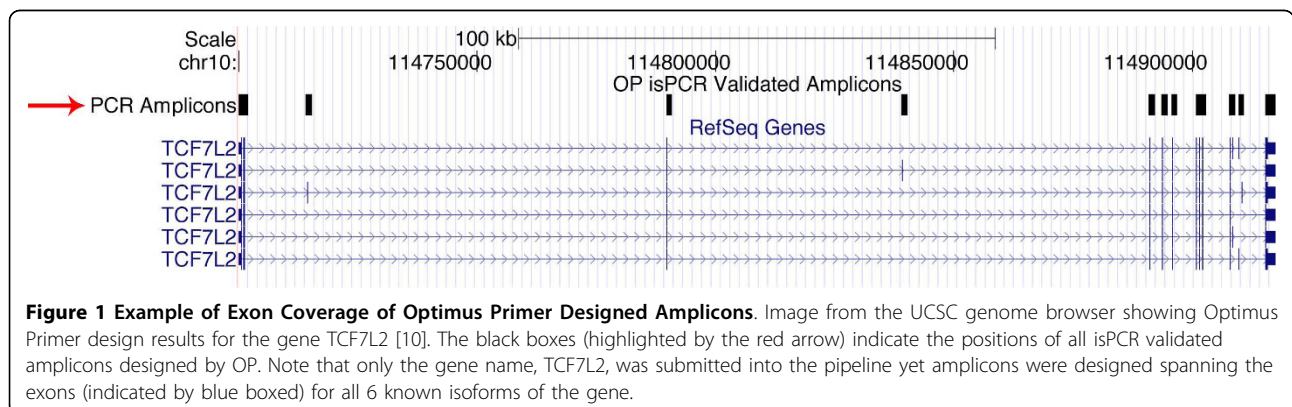 Scale 100 kb
chr10: 114750000 114800000 114850000 114900000
OP isPCR Validated Amplicons
PCR Amplicons
RefSeq Genes
TCF7L2
TCF7L2
TCF7L2
TCF7L2
TCF7L2
TCF7L2
Figure 1 Example of Exon Coverage of Optimus Primer Designed Amplicons. Image from the UCSC genome browser showing Optimus
Primer design results for the gene TCF7L2 [10]. The black boxes (highlighted by the red arrow) indicate the positions of all isPCR validated
amplicons designed by OP. Note that only the gene name, TCF7L2, was submitted into the pipeline yet amplicons were designed spanning the
exons (indicated by blue boxed) for all 6 known isoforms of the gene.